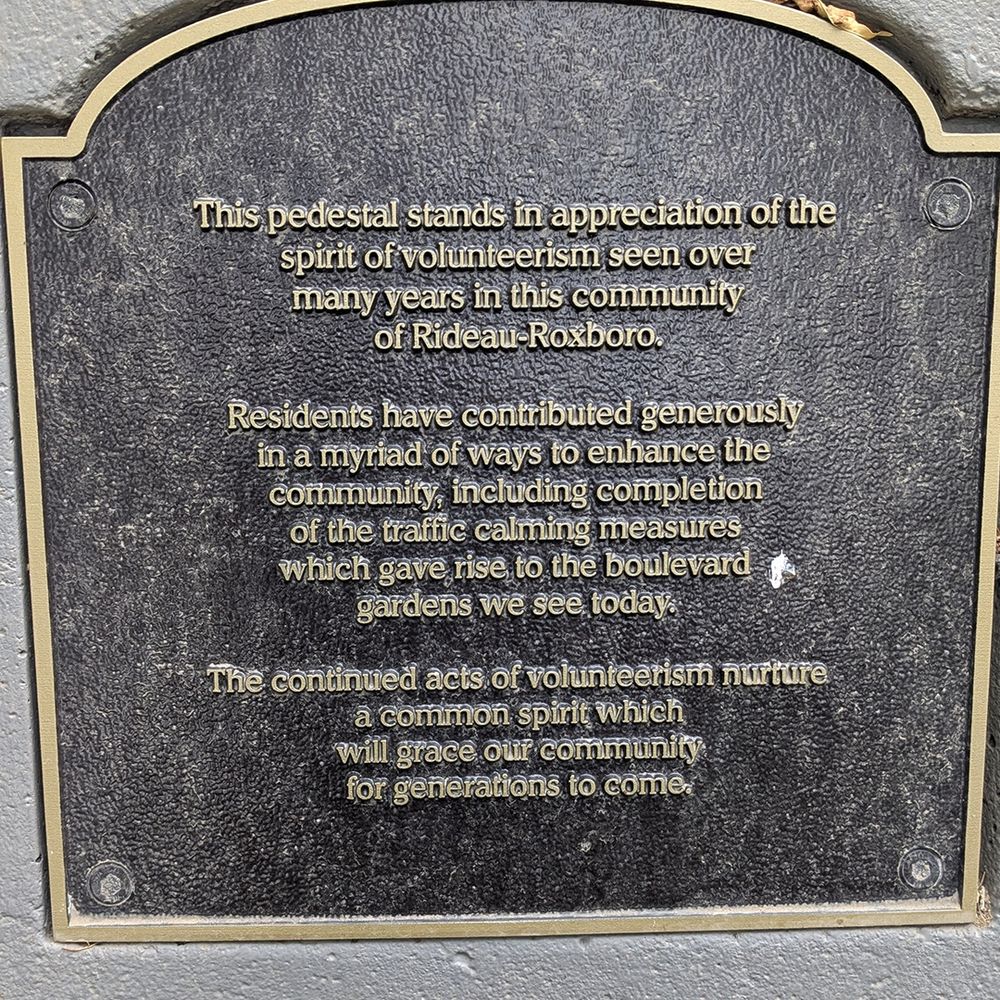 This pedestal stands in appreciation of the
spirit of volunteerism seen over
many years in this community
of Rideau-Roxboro.
Residents have contributed generously
in a myriad of ways to enhance the
community, including completion
of the traffic calming measures
which gave rise to the boulevard
gardens we see today.
The continued acts of volunteerism nurture
a common spirit which
will grace our community
for generations to come.